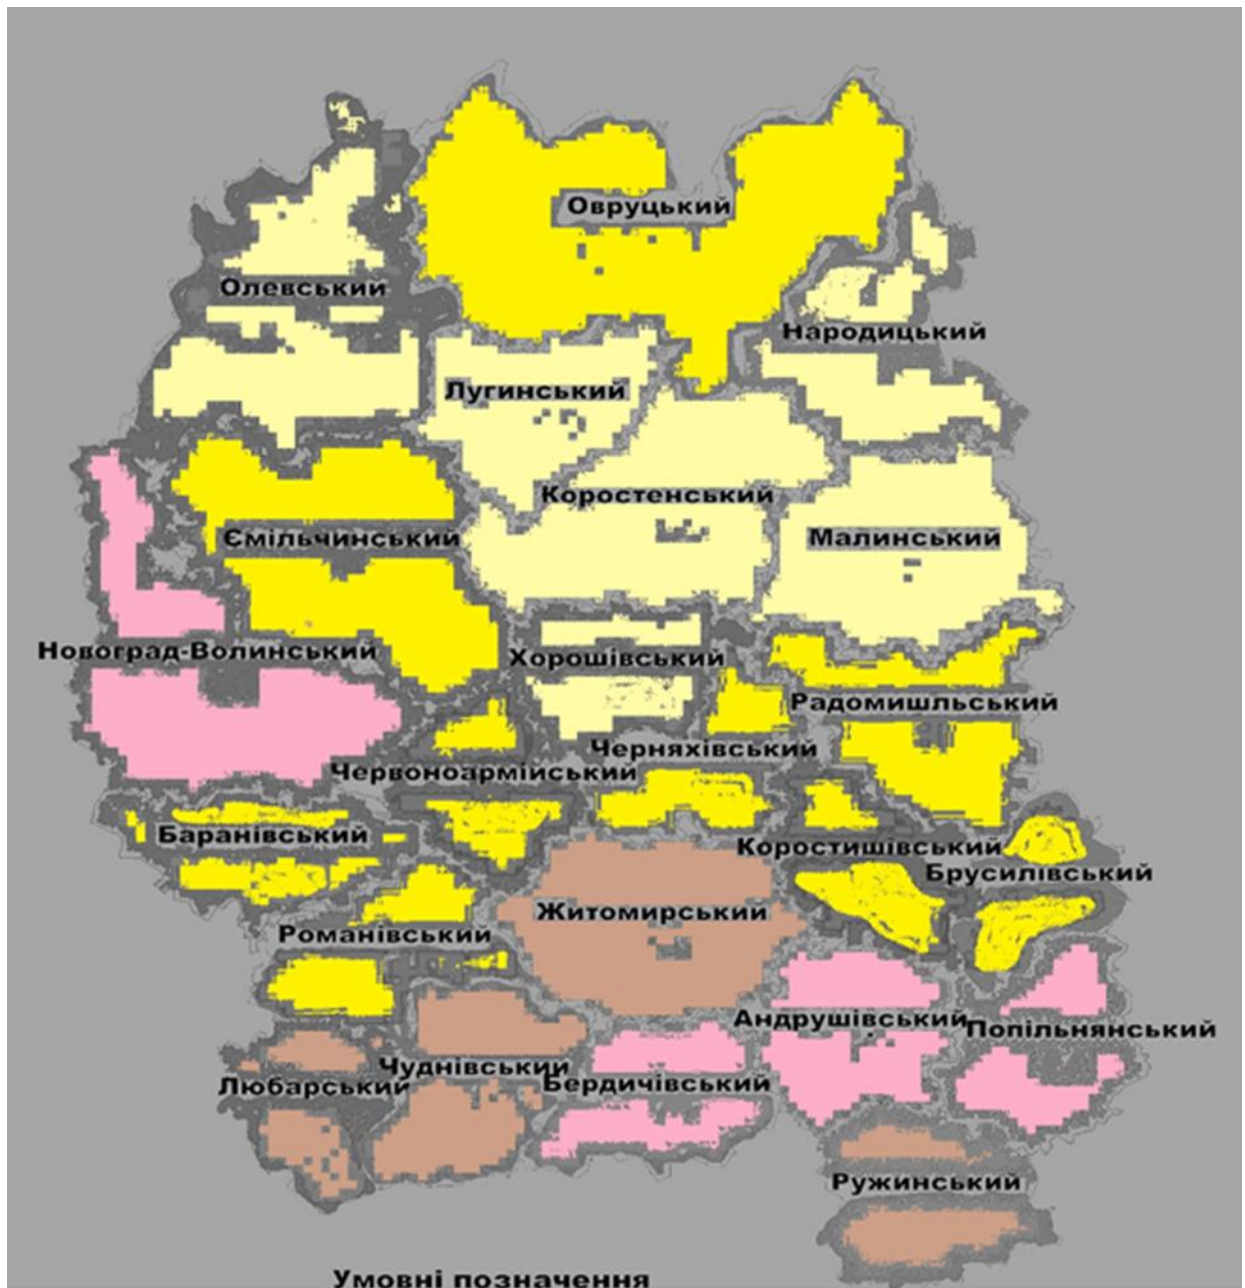 Овруцький
Олевський
Народицький
Лугинський
Коростенський
Ємільчинський
Малинський
Новоград-Волинський
Хорошівський
Радомишльський
Черняхівський
Червоноармійський
Баранівський
Коростишівський
Брусилівський
Житомирський
Романівський
Андрушівський
Попільнянський
Чуднівський
Любарський
Бердичівський
Ружинський
Умовні позначення